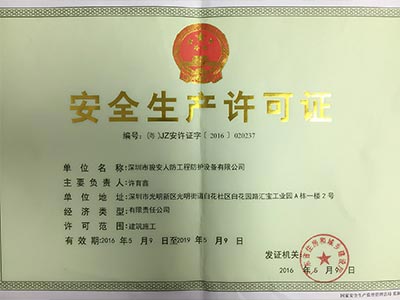 安全生产许可证
编号:(粤)JZ安许证字〔2016〕020237
单位名称:深圳市骏安人防工程防护设备有限公司
主要负责人:许育鑫
单位地址:深圳市光明新区光明街道白花社区白花园路汇宝工业园A栋一楼2号
经济类型:有限责任公司
许可范围:建筑施工
有效期:2016年5月9日至2019年5月9日
发证机关:
2016年5月9日